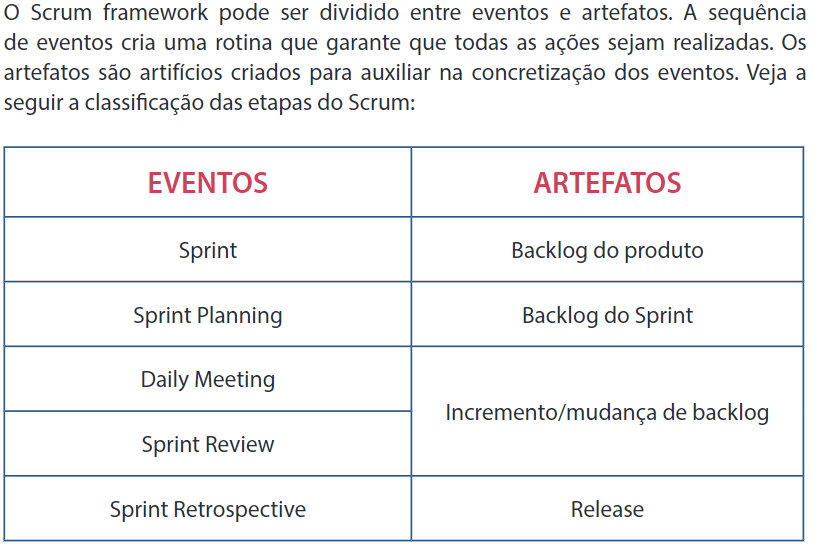 O Scrum framework pode ser dividido entre eventos e artefatos. A sequência
de eventos cria uma rotina que garante que todas as ações sejam realizadas. Os
artefatos são artifícios criados para auxiliar na concretização dos eventos. Veja a
seguir a classificação das etapas do Scrum:
EVENTOS ARTEFATOS
Sprint Backlog do produto
Sprint Planning Backlog do Sprint
Daily Meeting
Incremento/mudança de backlog
Sprint Review
Sprint Retrospective Release